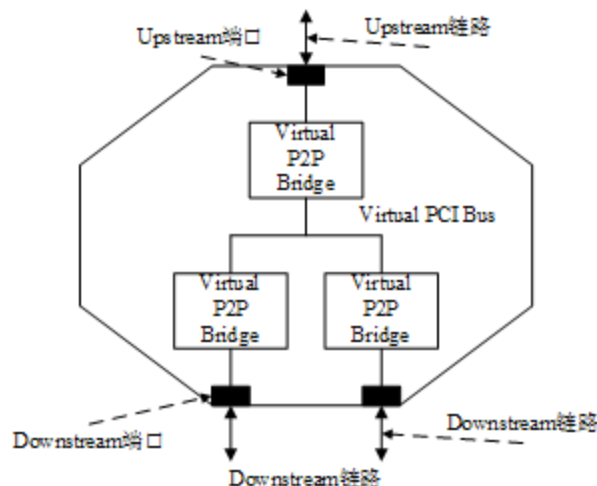 Upstream链路
Upstream端口
Virtual
P2P
Bridge
Virtual PCI Bus
Virtual
P2P
Bridge
Virtual
P2P
Bridge
Downstream链路
Downstream端口
Downstream链路